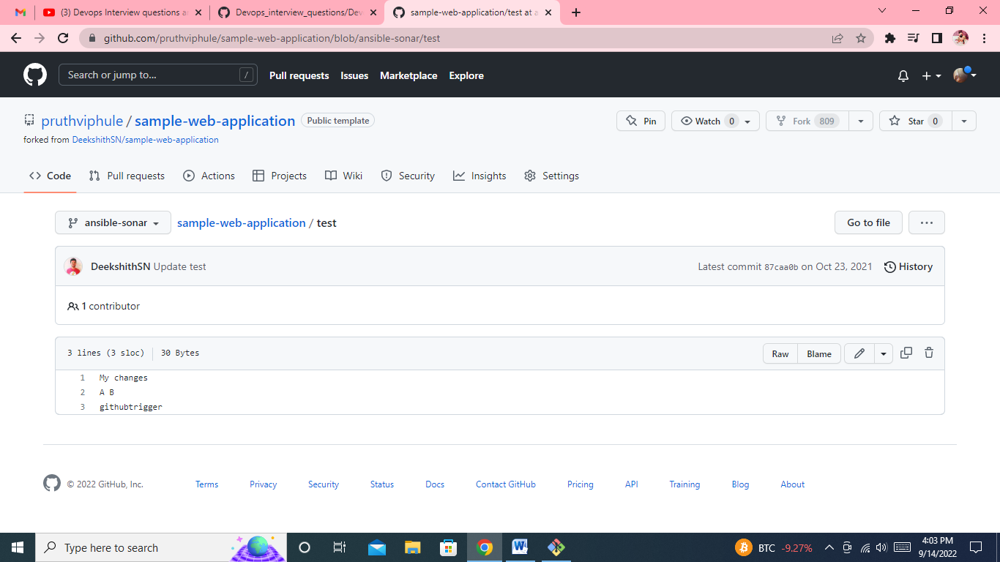 (3) Devops Interview questions a
Devops_interview_questions/Dev
sample-web-application/test at a
github.com/pruthviphule/sample-web-application/blob/ansible-sonar/test
Search or jump to... /
Pull requests Issues Marketplace Explore
pruthviphule / sample-web-application Public template
Pin Watch 0 Fork 809 Star 0
forked from DeekshithSN/sample-web-application
Code Pull requests Actions Projects Wiki Security Insights Settings
ansible-sonar sample-web-application / test Go to file ...
DeekshithSN Update test Latest commit 87caa0b on Oct 23, 2021 History
1 contributor
3 lines (3 sloc) 30 Bytes Raw Blame
1 My changes
2 A B
3 githubtrigger
© 2022 GitHub, Inc. Terms Privacy Security Status Docs Contact GitHub Pricing API Training Blog About
Type here to search
BTC -9.27%
4:03 PM
9/14/2022